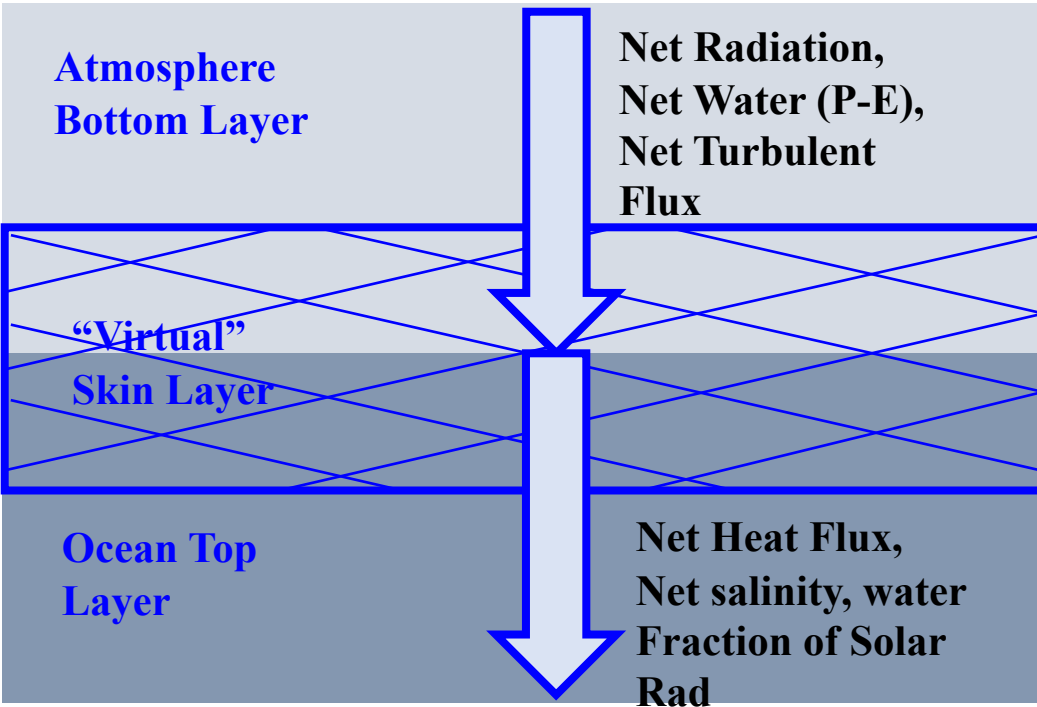 Atmosphere
Bottom Layer
Net Radiation,
Net Water (P-E),
Net Turbulent
Flux
“Virtual”
Skin Layer
Ocean Top
Layer
Net Heat Flux,
Net salinity, water
Fraction of Solar
Rad